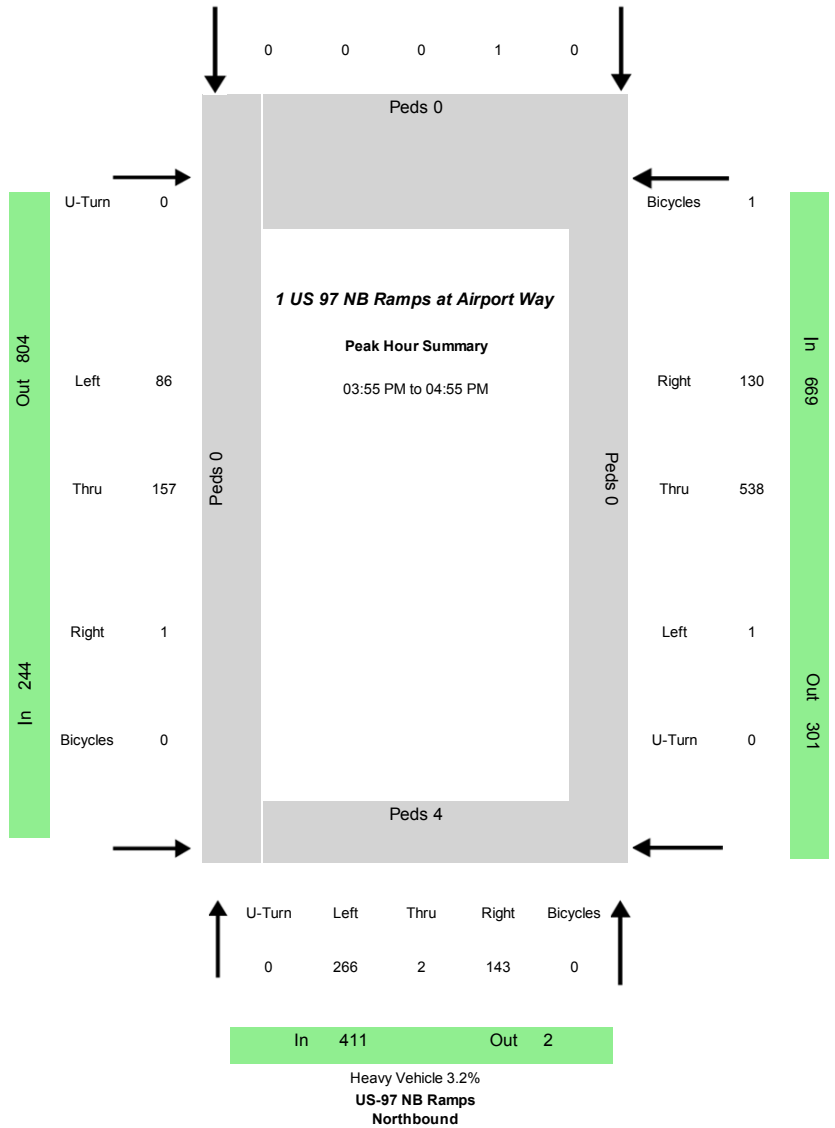 0 0 0 1 0
Peds 0
U-Turn 0
Bicycles 1
Out 804
In 669
1 US 97 NB Ramps at Airport Way
Peak Hour Summary
03:55 PM to 04:55 PM
Left 86
Right 130
Peds 0
Peds 0
Thru 157
Thru 538
Right 1
Left 1
In 244
Out 301
Bicycles 0
U-Turn 0
Peds 4
U-Turn Left Thru Right Bicycles
0 266 2 143 0
In 411 Out 2
Heavy Vehicle 3.2%
US-97 NB Ramps
Northbound